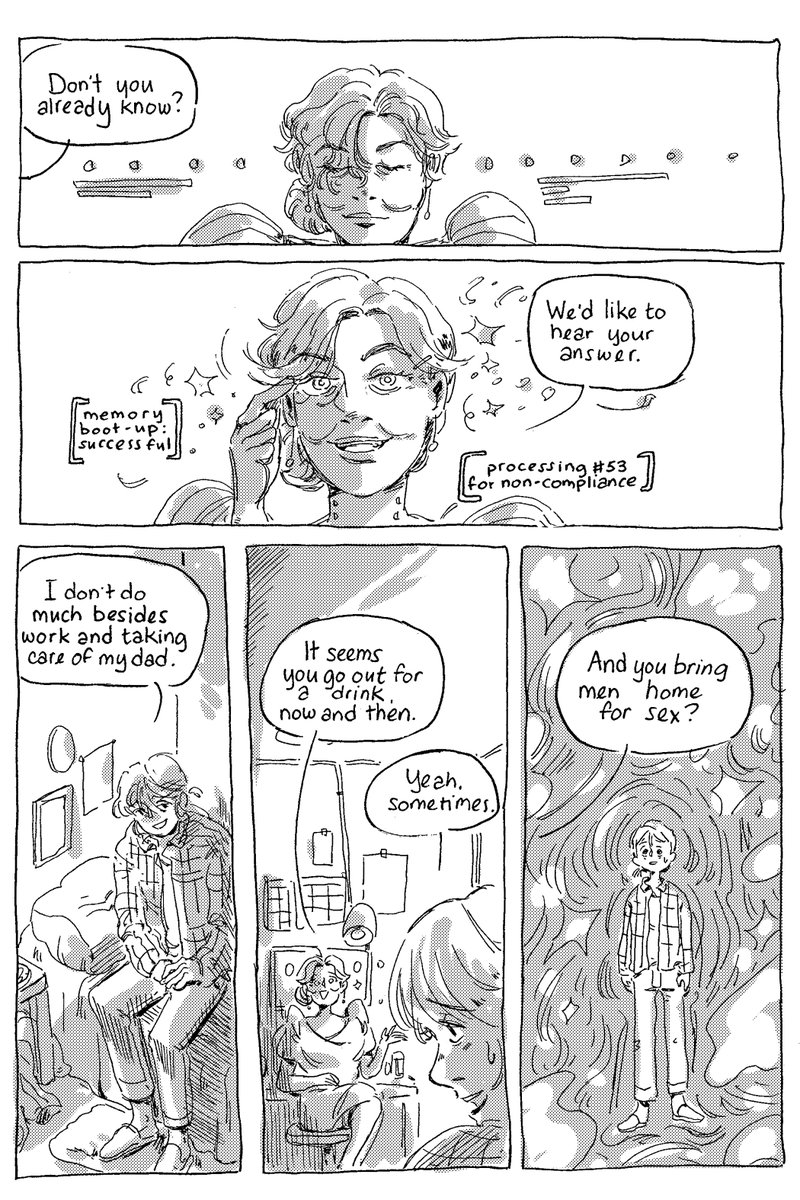 Don't you
already know?
We'd like to
hear your
answer.
[memory
boot-up:
successful]
[processing #53
for non-compliance]
I don't do
much besides
work and taking
care of my dad.
It seems
you go out for
a drink,
now and then.
Yeah,
sometimes.
And you bring
men home
for sex?